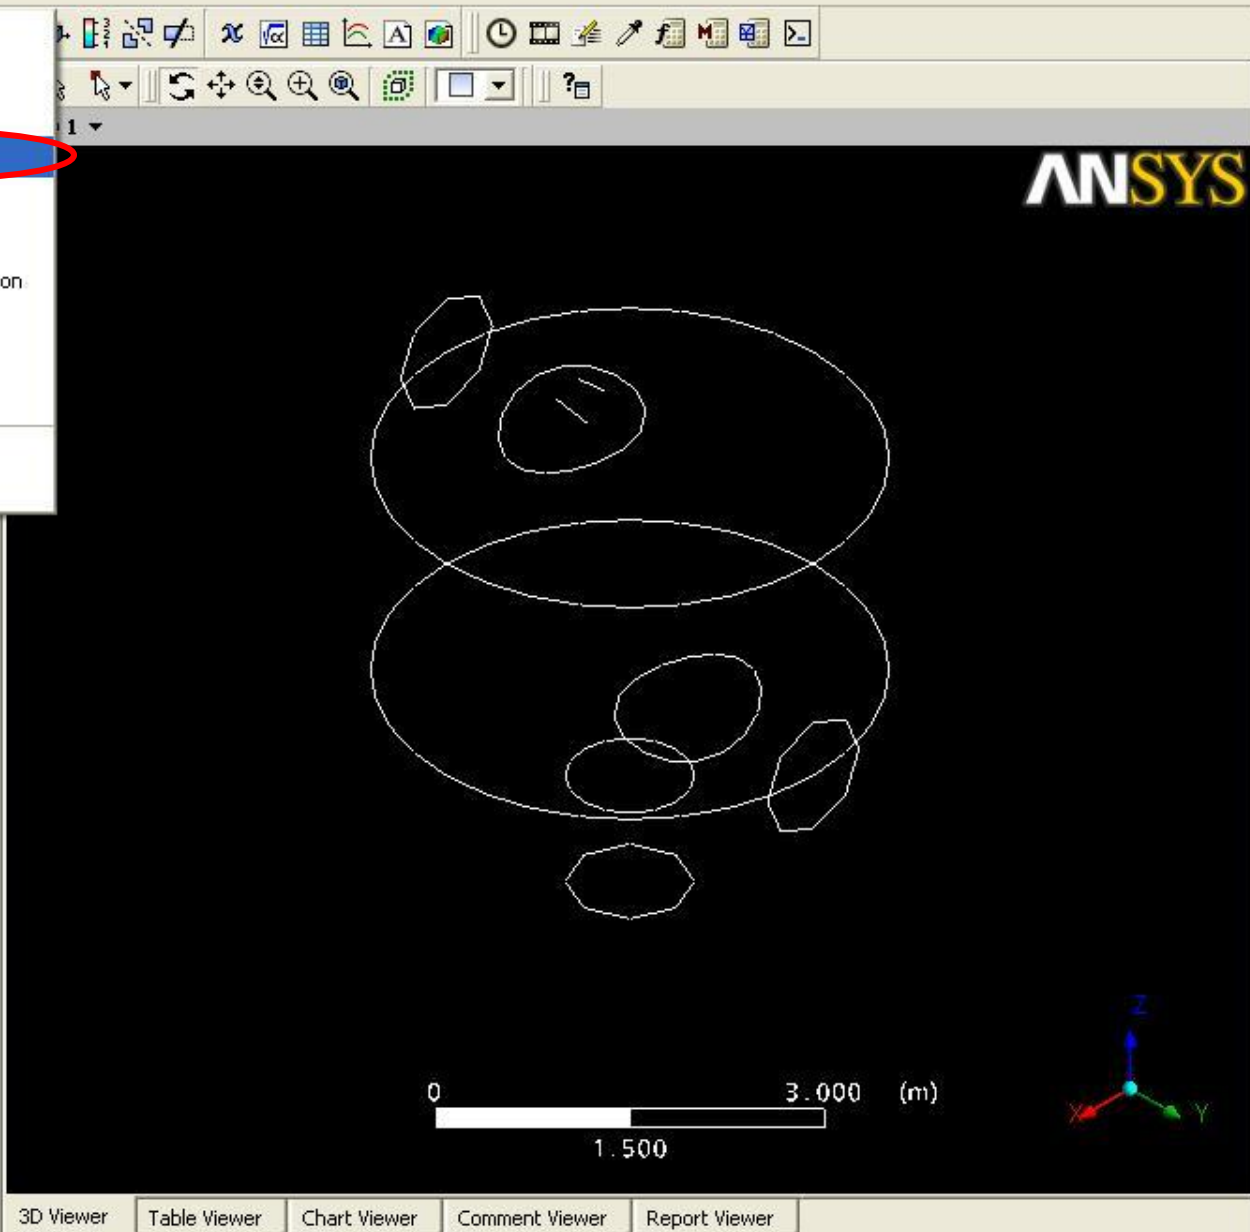 1
ANSYS
on
Z
X
Y
0 3.000 (m)
1.500
3D Viewer Table Viewer Chart Viewer Comment Viewer Report Viewer